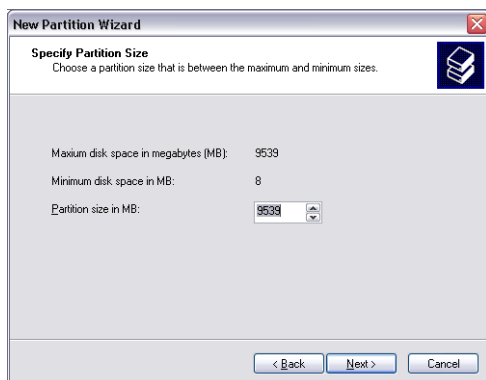 New Partition Wizard
Specify Partition Size
Choose a partition size that is between the maximum and minimum sizes.
Maxium disk space in megabytes (MB): 9539
Minimum disk space in MB: 8
Partition size in MB: 9539
< Back Next > Cancel